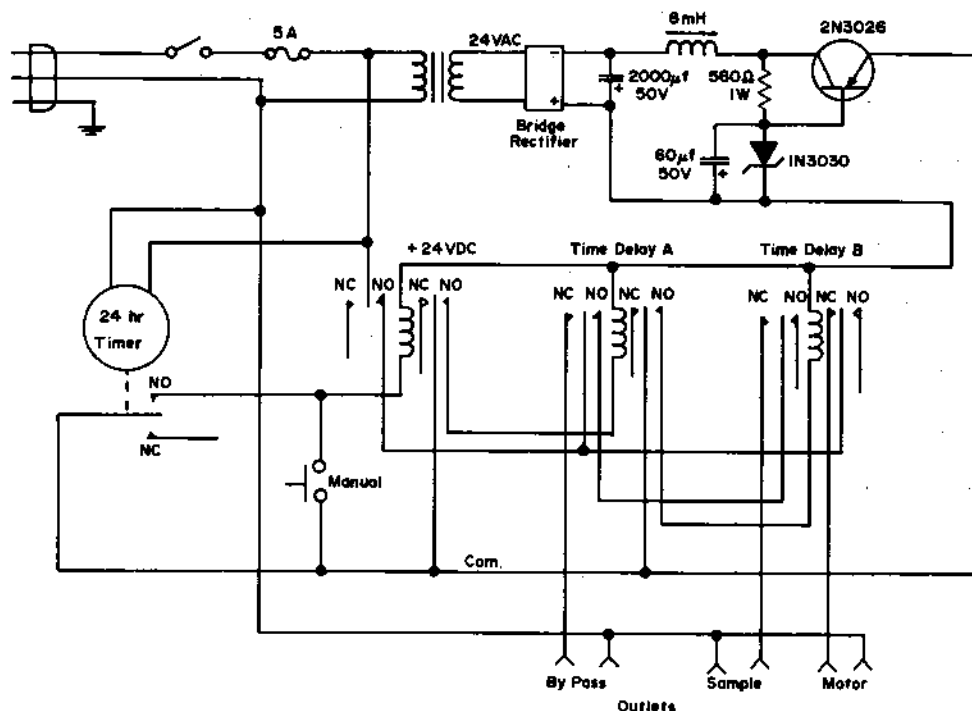 5A
24VAC
8mH
2N3026
2000µf
50V
560Ω
1W
Bridge
Rectifier
60µf
50V
1N3030
+ 24VDC
Time Delay A
Time Delay B
NC NO NC NO
NC NO NC NO
NC NO NC NO
24 hr
Timer
NO
NC
Manual
Com.
By Pass
Sample
Motor
Outlets